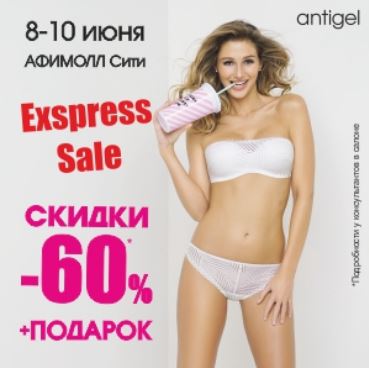 8-10 июня
АФИМОЛЛ Сити
antigel
Exspress
Sale
СКИДКИ
-60%*
+ПОДАРОК
*Подробности у консультантов в салоне